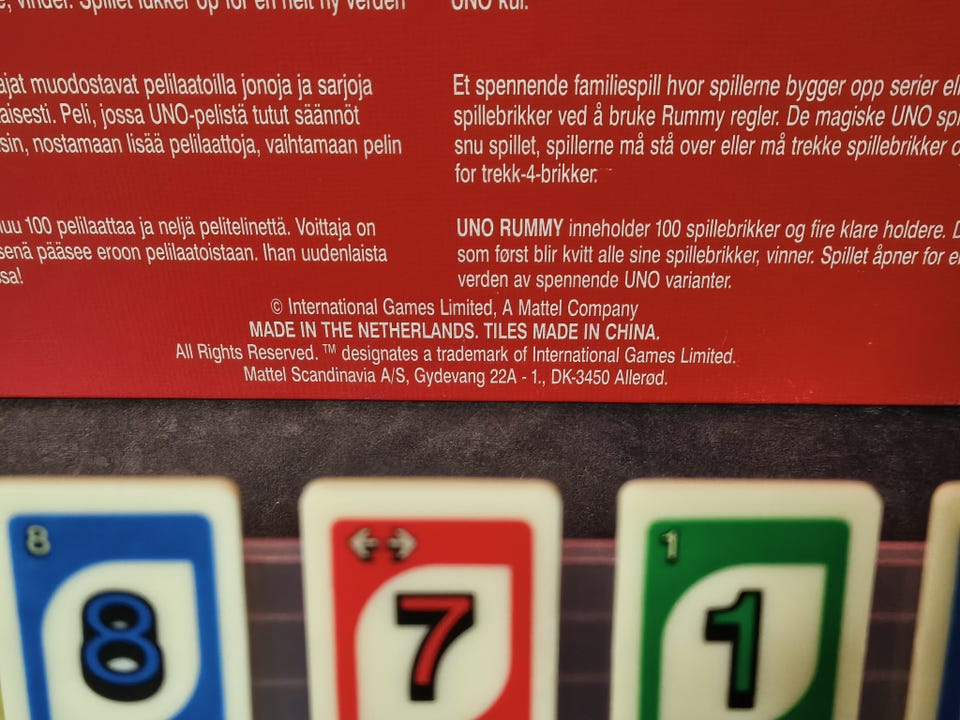 vinder. Spillet lukker op for en helt ny verden
UNO kul.
ajat muodostavat pelilaatoilla jonoja ja sarjoja
aisesti. Peli, jossa UNO-pelistä tutut säännöt
sin, nostamaan lisää pelilaattoja, vaihtamaan pelin
Et spennende familiespill hvor spillerne bygger opp serier
spillebrikker ved å bruke Rummy regler. De magiske UNO
snu spillet, spillerne må stå over eller må trekke spillebrikker
for trekk-4-brikker.
uu 100 pelilaattaa ja neljä pelitelinettä. Voittaja on
senä pääsee eroon pelilaatoistaan. Ihan uudenlaista
sa!
UNO RUMMY inneholder 100 spillebrikker og fire klare holdere.
som først blir kvitt alle sine spillebrikker, vinner. Spillet åpner for
verden av spennende UNO varianter.
© International Games Limited, A Mattel Company
MADE IN THE NETHERLANDS. TILES MADE IN CHINA.
All Rights Reserved. ™ designates a trademark of International Games Limited.
Mattel Scandinavia A/S, Gydevang 22A - 1., DK-3450 Allerød.
8
8
7
1
1